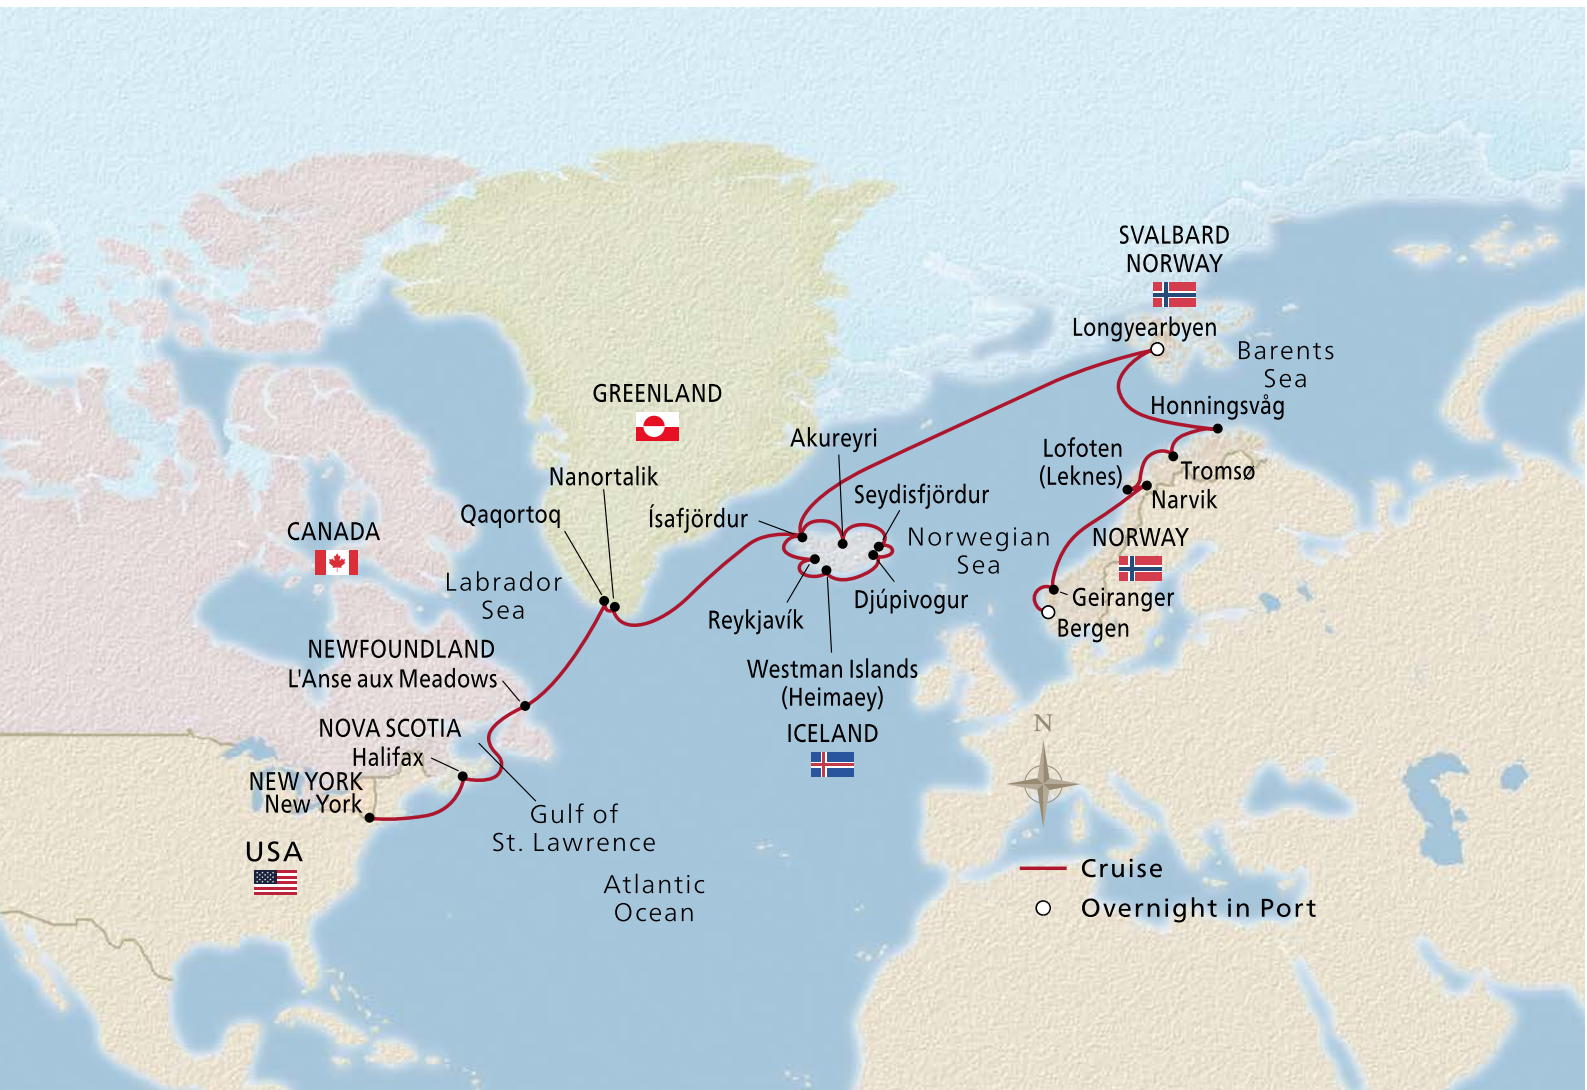 SVALBARD
NORWAY
Longyearbyen
Barents
Sea
Honningsvåg
GREENLAND
Akureyri
Lofoten
(Leknes)
Tromsø
Narvik
Nanortalik
Seydisfjördur
Qaqortoq
Ísafjördur
CANADA
Norwegian
Sea
NORWAY
Labrador
Sea
Geiranger
Djúpivogur
Reykjavík
Bergen
NEWFOUNDLAND
L'Anse aux Meadows
Westman Islands
(Heimaey)
NOVA SCOTIA
Halifax
ICELAND
N
NEW YORK
New York
Gulf of
St. Lawrence
USA
Atlantic
Ocean
Cruise
Overnight in Port